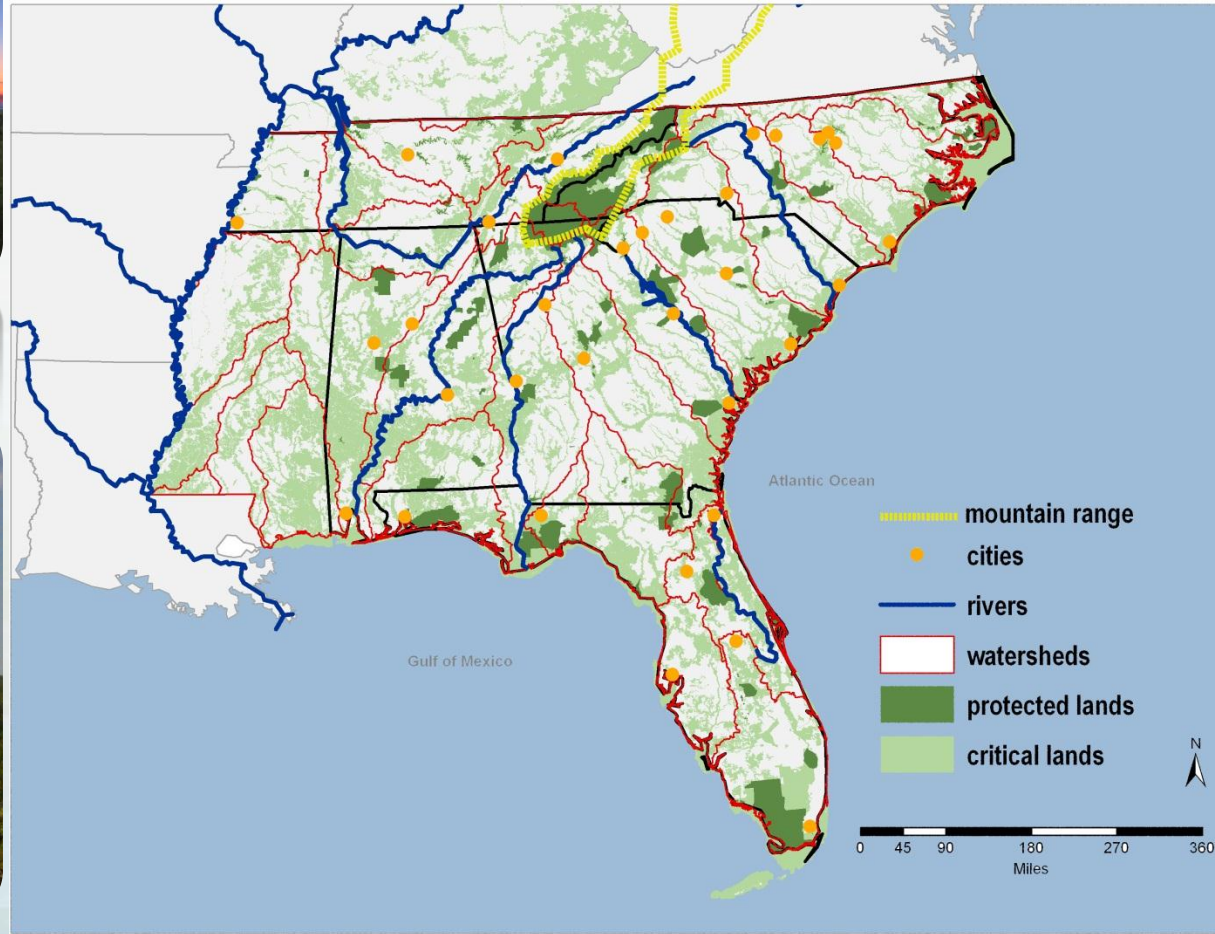 Atlantic Ocean
mountain range
cities
rivers
Gulf of Mexico
watersheds
protected lands
critical lands
N
0 45 90 180 270 360
Miles